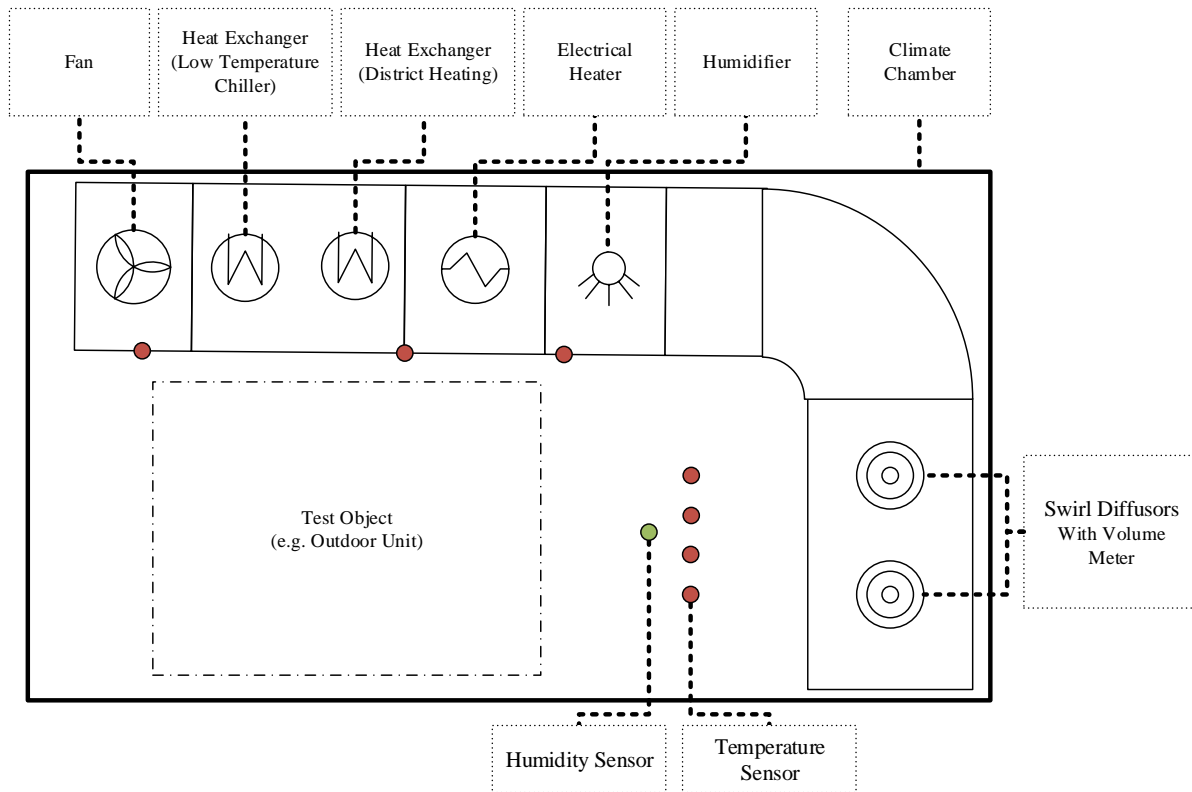 Fan
Heat Exchanger
(Low Temperature
Chiller)
Heat Exchanger
(District Heating)
Electrical
Heater
Humidifier
Climate
Chamber
Test Object
(e.g. Outdoor Unit)
Swirl Diffusors
With Volume
Meter
Humidity Sensor
Temperature
Sensor